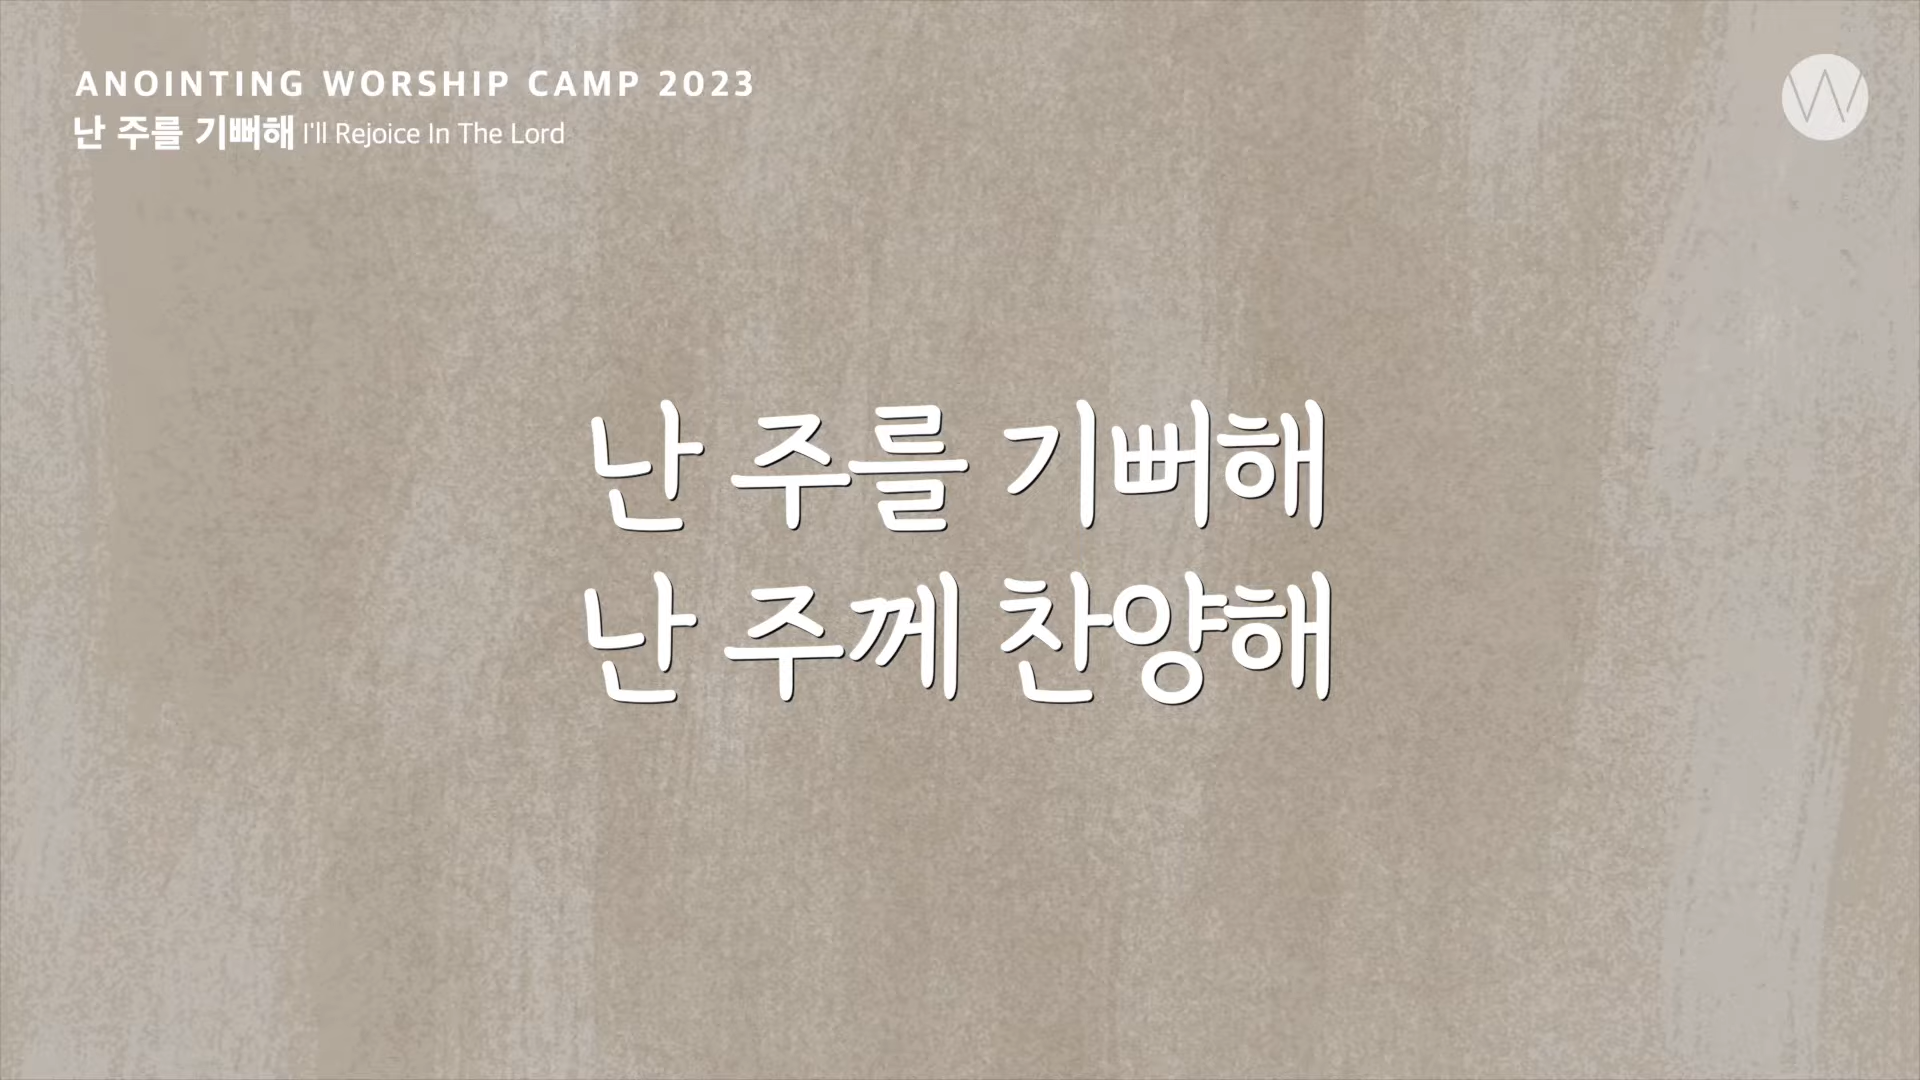 ANOINTING WORSHIP CAMP 2023
난 주를 기뻐해 I'll Rejoice In The Lord
W
난 주를 기뻐해
난 주께 찬양해